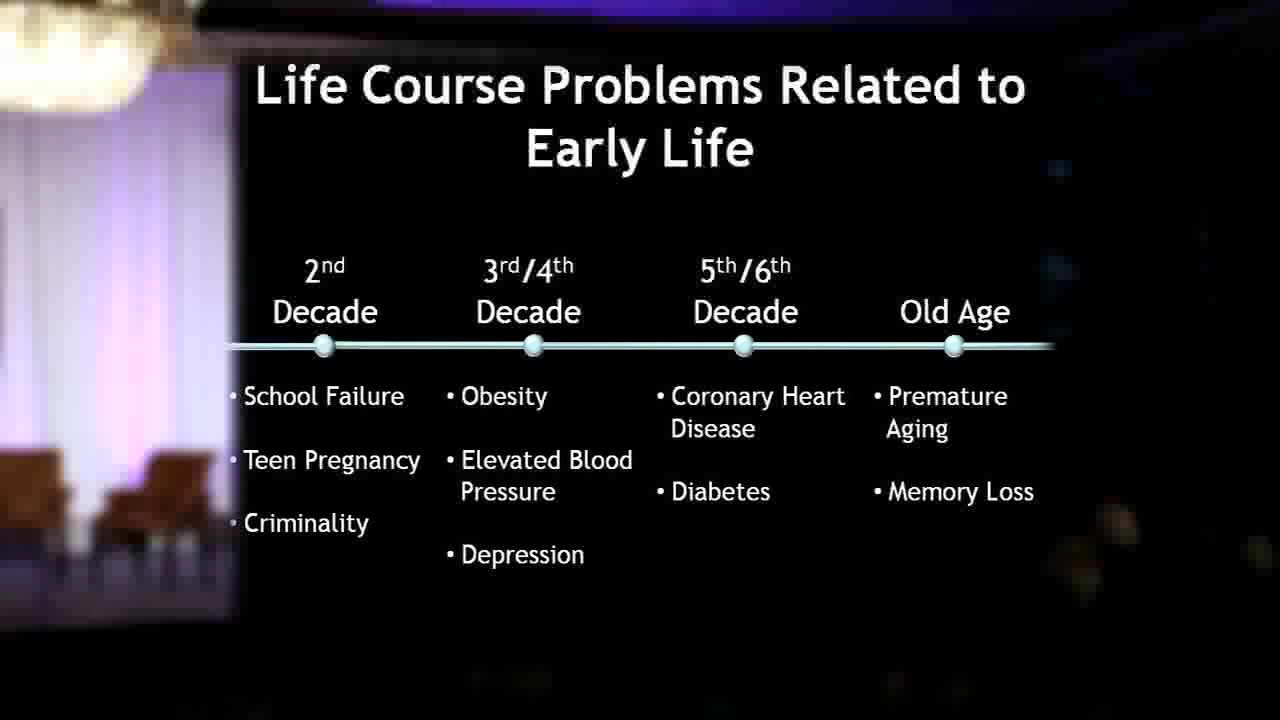 Life Course Problems Related to
Early Life
2nd
Decade
3rd/4th
Decade
5th/6th
Decade
Old Age
• School Failure
• Teen Pregnancy
• Criminality
• Obesity
• Elevated Blood
Pressure
• Depression
• Coronary Heart
Disease
• Diabetes
• Premature
Aging
• Memory Loss